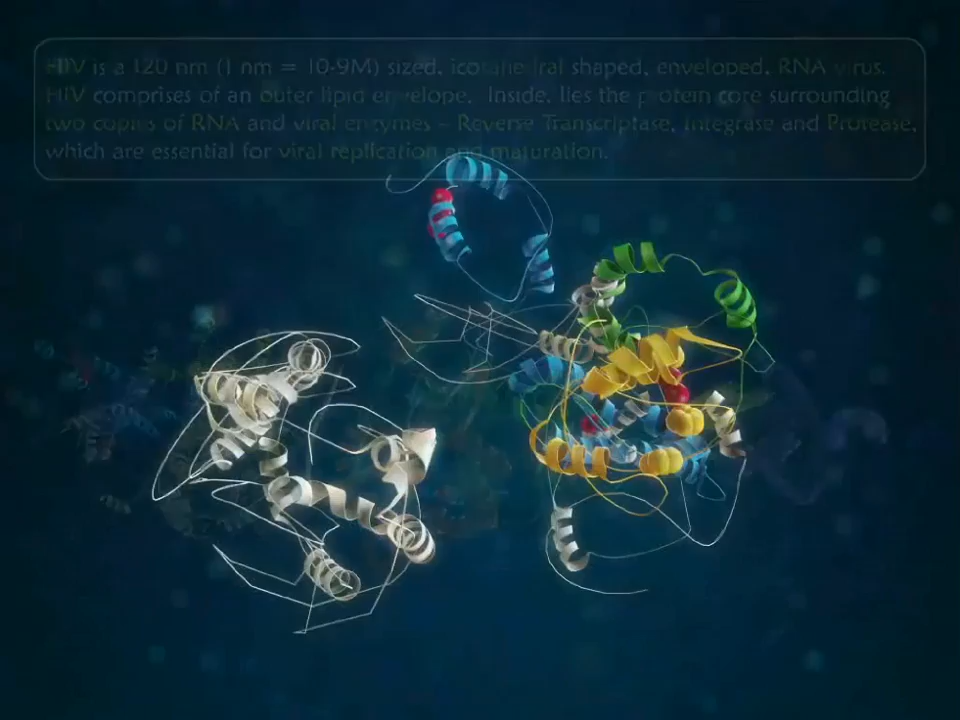 HIV is a 120 nm (1 nm = 10-9M) sized, icosahedral shaped, enveloped, RNA virus.
HIV comprises of an outer lipid envelope. Inside, lies the protein core surrounding
two copies of RNA and viral enzymes - Reverse Transcriptase, Integrase and Protease,
which are essential for viral replication and maturation.